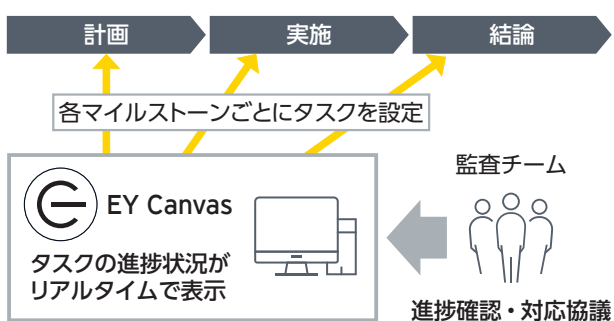 計画
実施
結論
各マイルストーンごとにタスクを設定
EY Canvas
タスクの進捗状況が
リアルタイムで表示
監査チーム
進捗確認・対応協議